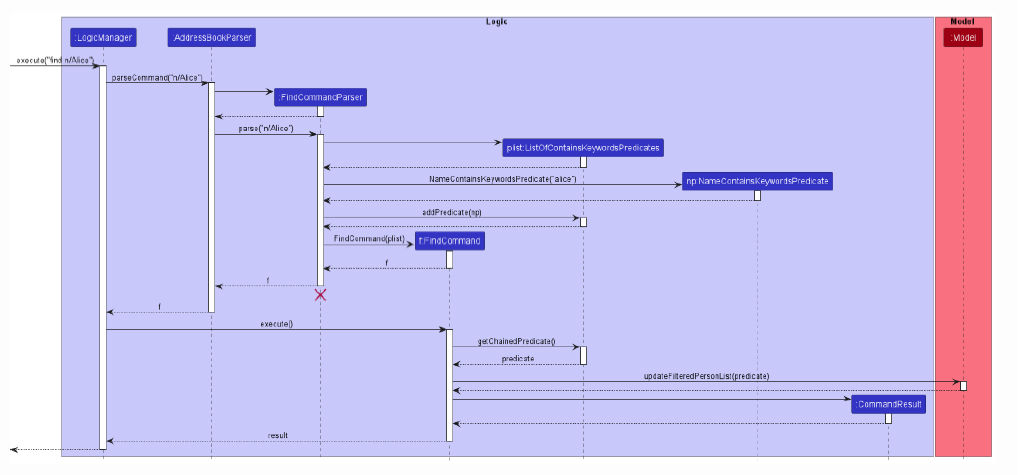 Logic
Model
:LogicManager
:AddressBookParser
:Model
execute("find n/Alice")
parseCommand("n/Alice")
:FindCommandParser
parse("n/Alice")
plist:ListOfContainsKeywordsPredicates
NameContainsKeywordsPredicate("alice")
np:NameContainsKeywordsPredicate
addPredicate(np)
FindCommand(plist)
f:FindCommand
f
f
f
execute()
getChainedPredicate()
predicate
updateFilteredPersonList(predicate)
:CommandResult
result